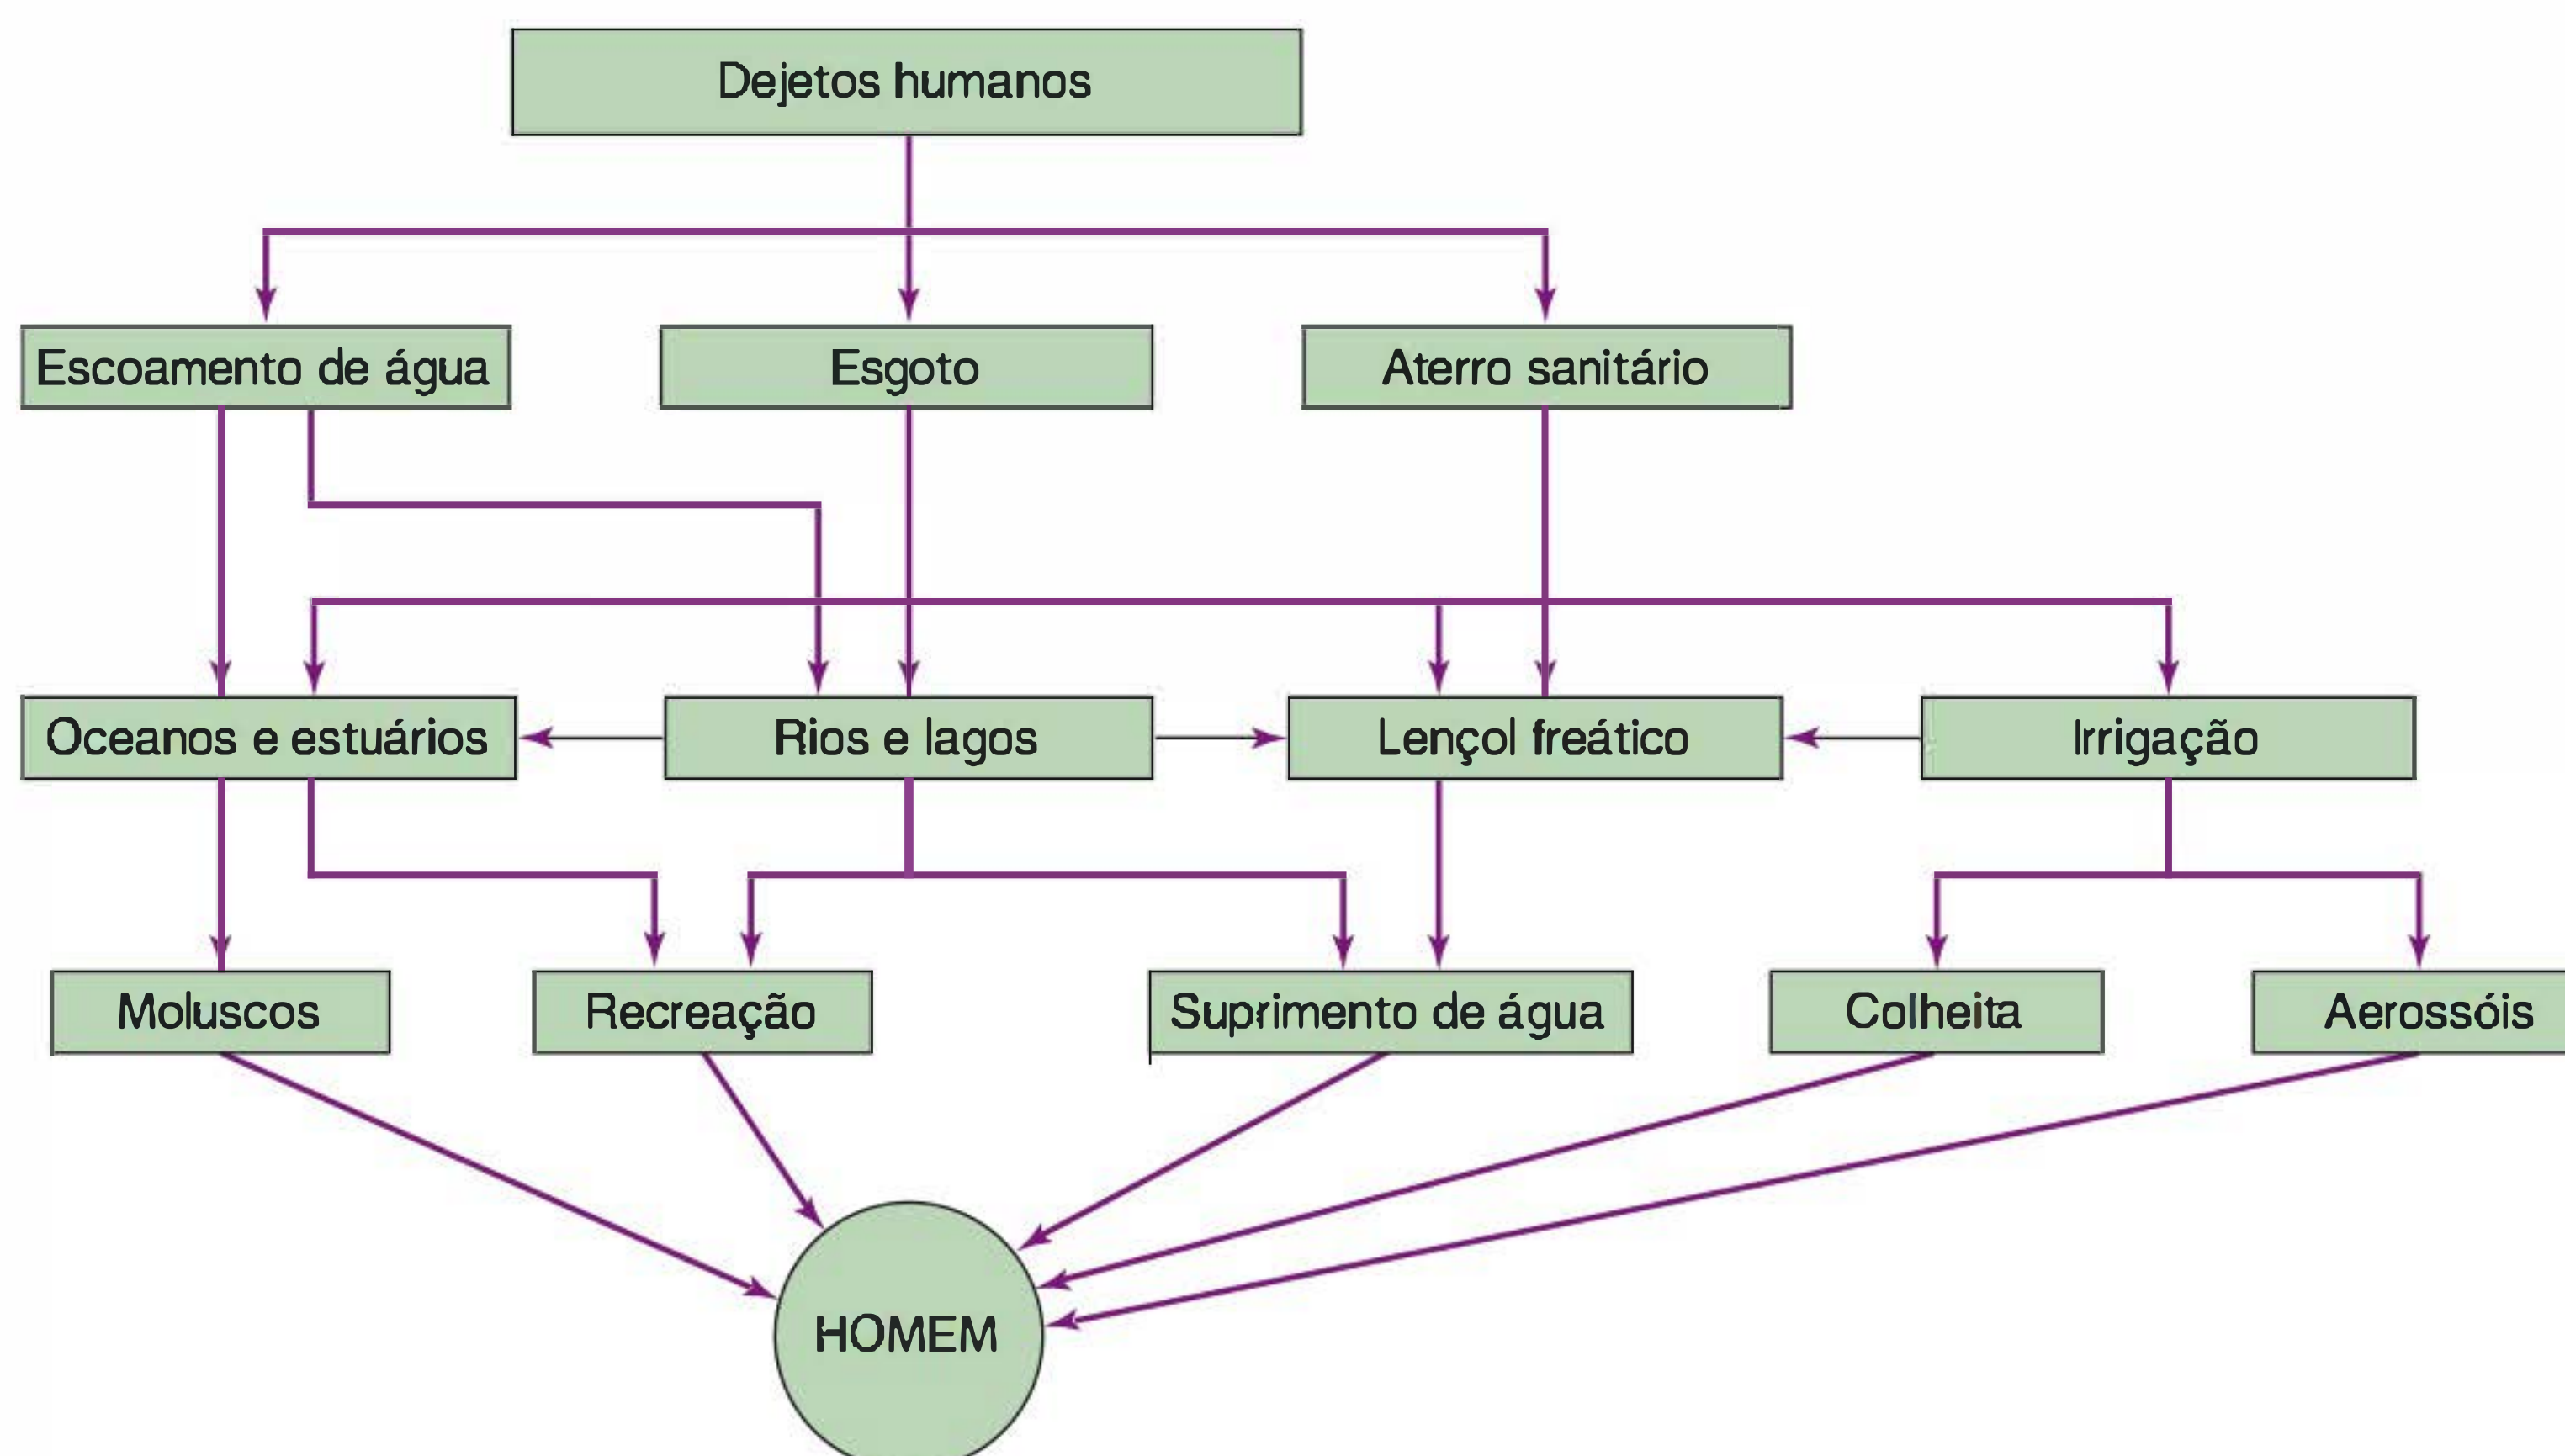 Dejetos humanos
Escoamento de água
Esgoto
Aterro sanitário
Oceanos e estuários
Rios e lagos
Lençol freático
Irrigação
Moluscos
Recreação
Suprimento de água
Colheita
Aerossóis
HOMEM